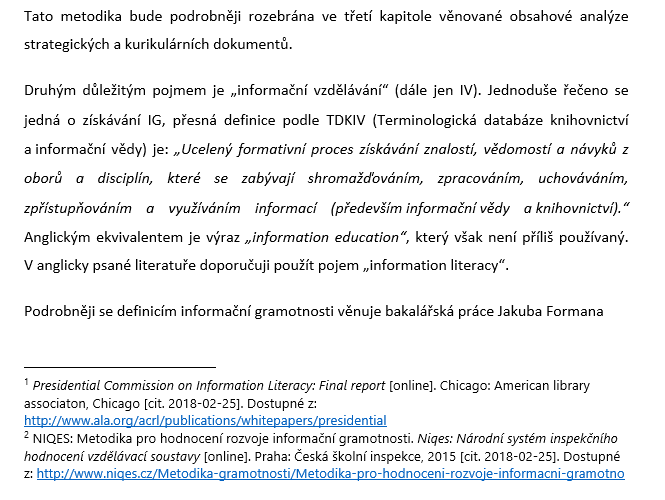 Tato metodika bude podrobněji rozebrána ve třetí kapitole věnované obsahové analýze
strategických a kurikulárních dokumentů.
Druhým důležitým pojmem je „informační vzdělávání“ (dále jen IV). Jednoduše řečeno se
jedná o získávání IG, přesná definice podle TDKIV (Terminologická databáze knihovnictví
a informační vědy) je: „Ucelený formativní proces získávání znalostí, vědomostí a návyků z
oborů a disciplín, které se zabývají shromažďováním, zpracováním, uchováváním,
zpřístupňováním a využíváním informací (především informační vědy a knihovnictví).“
Anglickým ekvivalentem je výraz „information education“, který však není příliš používaný.
V anglicky psané literatuře doporučuji použít pojem „information literacy“.
Podrobněji se definicím informační gramotnosti věnuje bakalářská práce Jakuba Formana
1 Presidential Commission on Information Literacy: Final report [online]. Chicago: American library
associaton, Chicago [cit. 2018-02-25]. Dostupné z:
http://www.ala.org/acrl/publications/whitepapers/presidential
2 NIQES: Metodika pro hodnocení rozvoje informační gramotnosti. Niqes: Národní systém inspekčního
hodnocení vzdělávací soustavy [online]. Praha: Česká školní inspekce, 2015 [cit. 2018-02-25]. Dostupné
z: http://www.niqes.cz/Metodika-gramotnosti/Metodika-pro-hodnoceni-rozvoje-informacni-gramotno